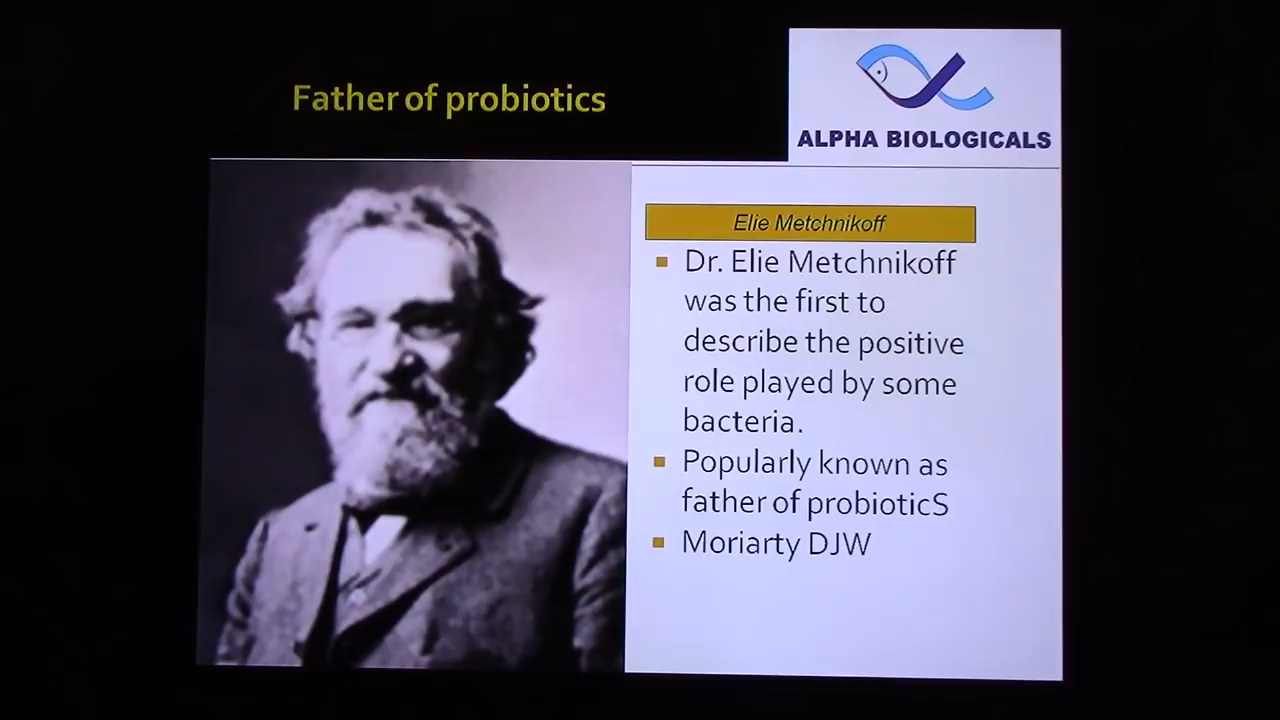 Father of probiotics
ALPHA BIOLOGICALS
Elie Metchnikoff
Dr. Elie Metchnikoff
was the first to
describe the positive
role played by some
bacteria.
Popularly known as
father of probioticS
Moriarty DJW